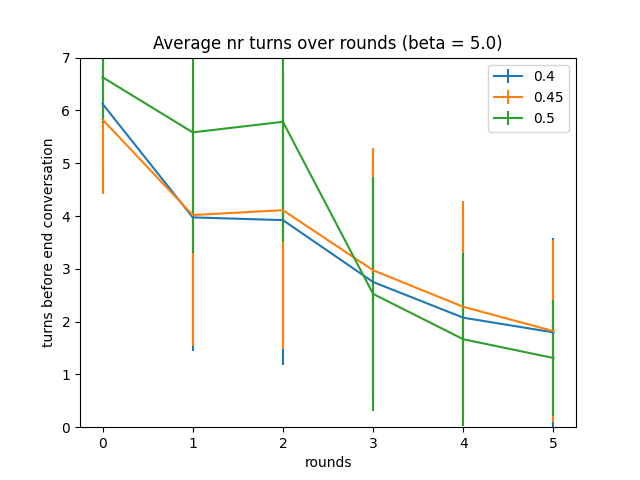 Average nr turns over rounds (beta = 5.0)
turns before end conversation
7
6
5
4
3
2
1
0
0 1 2 3 4 5
rounds
0.4
0.45
0.5